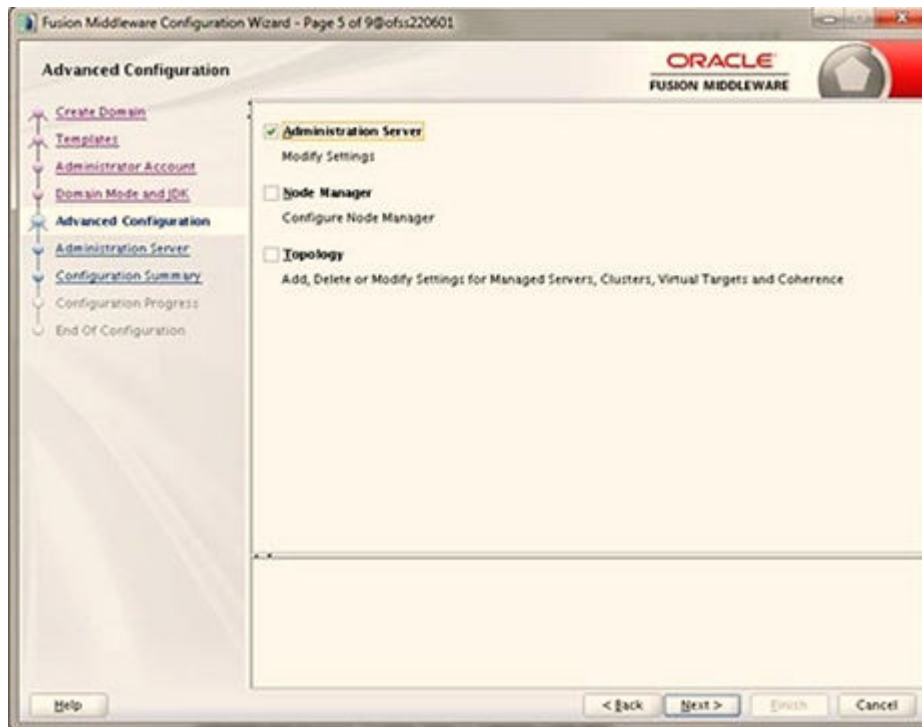 Fusion Middleware Configuration Wizard - Page 5 of 9@ofss220601
Advanced Configuration
ORACLE
FUSION MIDDLEWARE
Create Domain
Templates
Administrator Account
Domain Mode and JDK
Advanced Configuration
Administration Server
Configuration Summary
Configuration Progress
End Of Configuration
Administration Server
Modify Settings
Node Manager
Configure Node Manager
Topology
Add, Delete or Modify Settings for Managed Servers, Clusters, Virtual Targets and Coherence
Help
< Back
Next >
Finish
Cancel